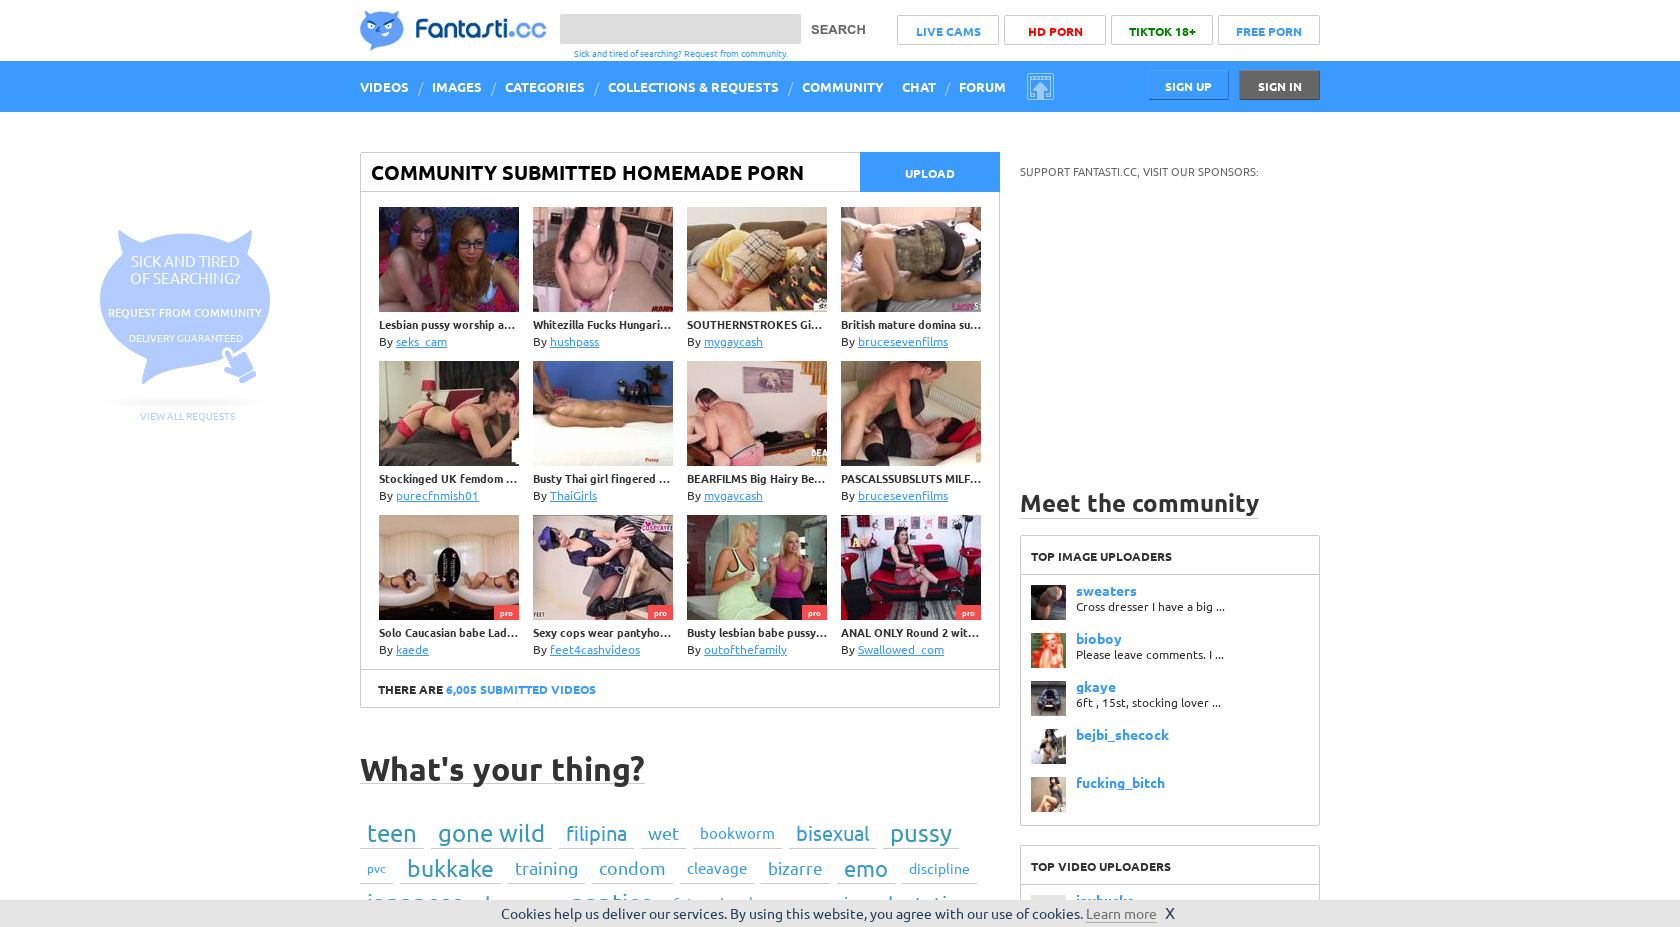 Fantasti.cc
SEARCH
LIVE CAMS
HD PORN
TIKTOK 18+
FREE PORN
Sick and tired of searching? Request from community.
VIDEOS / IMAGES / CATEGORIES / COLLECTIONS & REQUESTS / COMMUNITY CHAT / FORUM
SIGN UP
SIGN IN
COMMUNITY SUBMITTED HOMEMADE PORN
UPLOAD
SUPPORT FANTASTI.CC, VISIT OUR SPONSORS:
SICK AND TIRED
OF SEARCHING?
REQUEST FROM COMMUNITY.
DELIVERY GUARANTEED
VIEW ALL REQUESTS
Lesbian pussy worship a...
By seks_cam
Whitezilla Fucks Hungari...
By hushpass
SOUTHERNSTROKES Gi...
By mygaycash
British mature domina su...
By brucesevenfilms
Stockinged UK femdom ...
By purecfnmish01
Busty Thai girl fingered ...
By ThaiGirls
BEARFILMS Big Hairy Be...
By mygaycash
PASCALSSUBSLUTS MILF...
By brucesevenfilms
pro
pro
pro
pro
Solo Caucasian babe Lad...
By kaede
Sexy cops wear pantyho...
By feet4cashvideos
Busty lesbian babe pussy...
By outofthefamily
ANAL ONLY Round 2 wit...
By Swallowed_com
THERE ARE 6,005 SUBMITTED VIDEOS
Meet the community
TOP IMAGE UPLOADERS
sweaters
Cross dresser I have a big ...
bioboy
Please leave comments. I ...
gkaye
6ft , 15st, stocking lover ...
bejbi_shecock
fucking_bitch
TOP VIDEO UPLOADERS
What's your thing?
teen gone wild filipina wet bookworm bisexual pussy
pvc bukkake training condom cleavage bizarre emo discipline
Cookies help us deliver our services. By using this website, you agree with our use of cookies. Learn more X